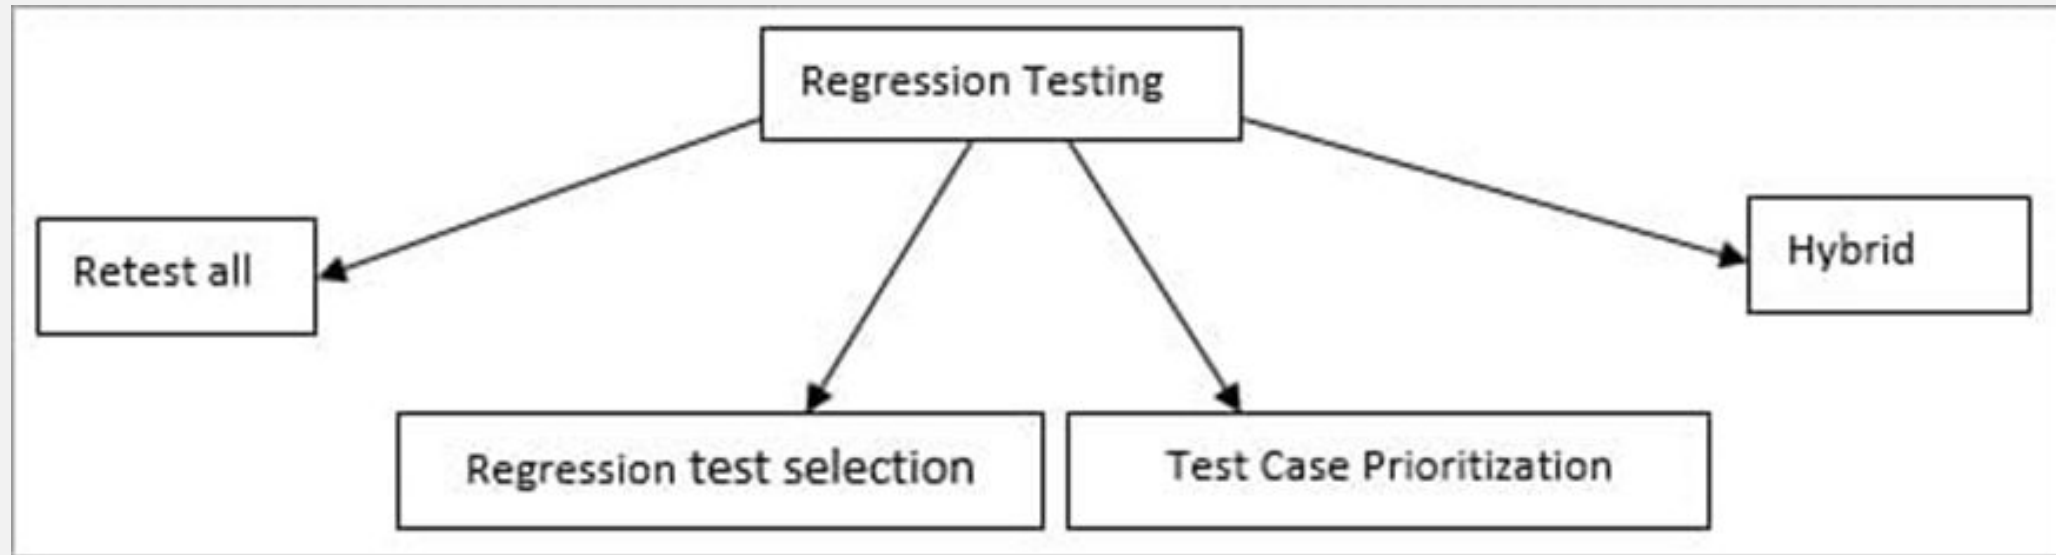 Regression Testing
Retest all
Hybrid
Regression test selection
Test Case Prioritization